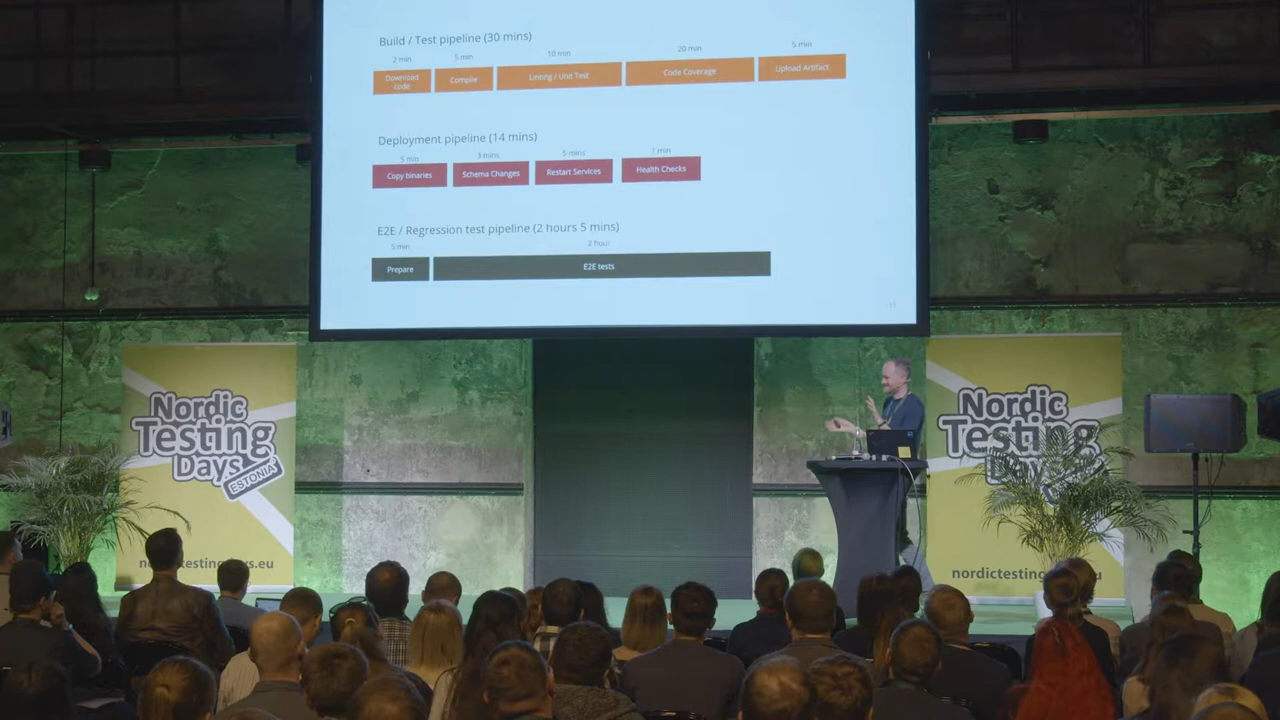 Build / Test pipeline (30 mins)
2 min
5 min
10 min
20 min
5 min
Download
code
Compile
Linting / Unit Test
Code Coverage
Upload Artifact
Deployment pipeline (14 mins)
5 min
3 mins
5 mins
1 min
Copy binaries
Schema Changes
Restart Services
Health Checks
E2E / Regression test pipeline (2 hours 5 mins)
5 min
2 hour
Prepare
E2E tests
Nordic
Testing
Days
ESTONIA
Nordic
Testing
Days